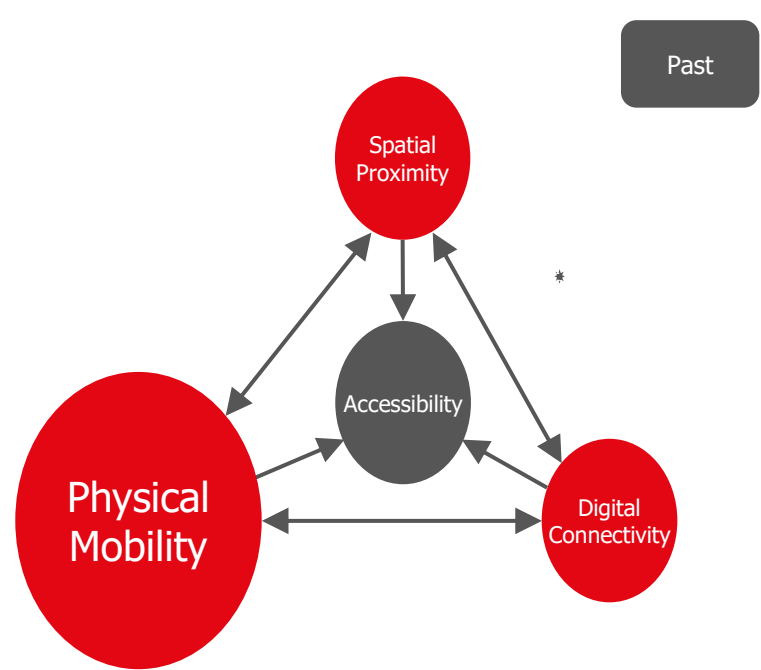 Past
Spatial
Proximity
Accessibility
Physical
Mobility
Digital
Connectivity